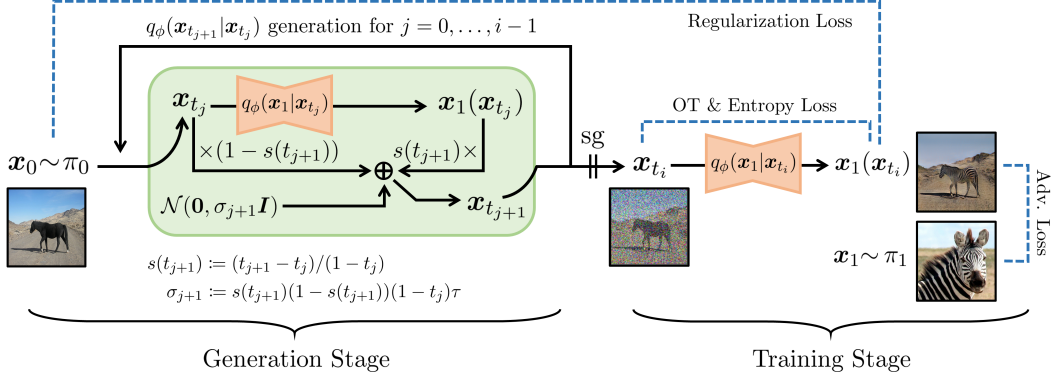 Regularization Loss
q_ϕ(x_{t_{j+1}}|x_{t_j}) generation for j = 0, . . . , i − 1
x_{t_j}
q_ϕ(x_1|x_{t_j})
x_1(x_{t_j})
OT & Entropy Loss
sg
×(1 − s(t_{j+1}))
s(t_{j+1})×
⊕
x_0 ∼ π_0
x_{t_i}
q_ϕ(x_1|x_{t_i})
x_1(x_{t_i})
N(0, σ_{j+1}I)
x_{t_{j+1}}
Adv. Loss
x_1 ∼ π_1
s(t_{j+1}) := (t_{j+1} − t_j)/(1 − t_j)
σ_{j+1} := s(t_{j+1})(1 − s(t_{j+1}))(1 − t_j)τ
Generation Stage
Training Stage